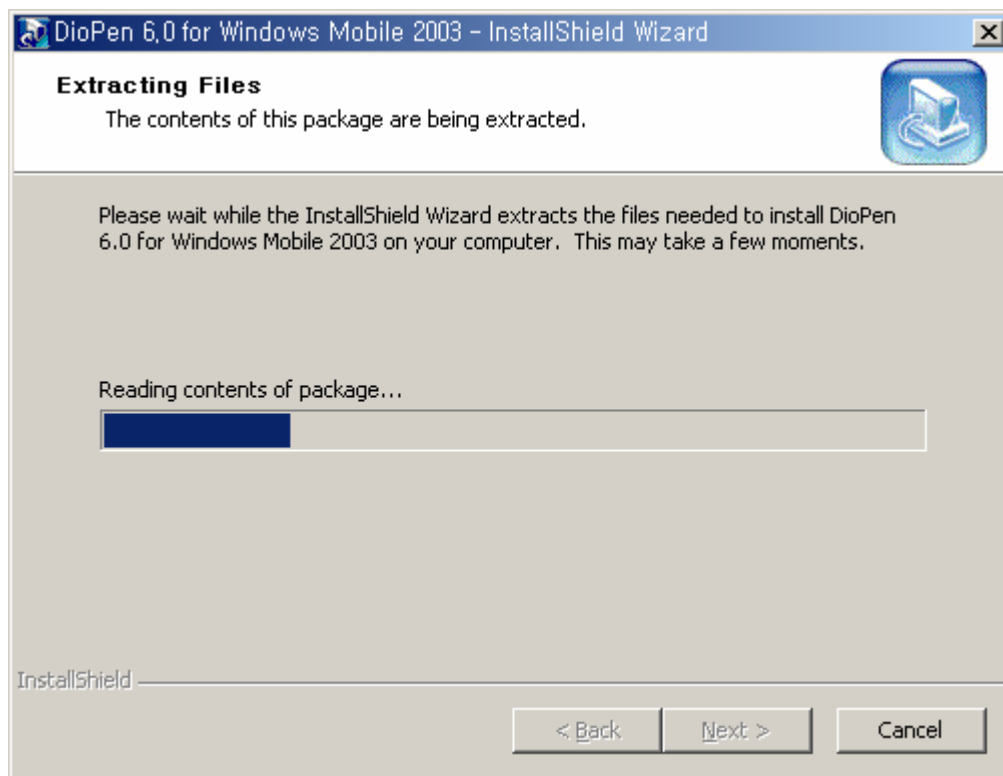 DioPen 6,0 for Windows Mobile 2003 - InstallShield Wizard
Extracting Files
The contents of this package are being extracted.
Please wait while the InstallShield Wizard extracts the files needed to install DioPen
6.0 for Windows Mobile 2003 on your computer.  This may take a few moments.
Reading contents of package...
InstallShield
< Back
Next >
Cancel